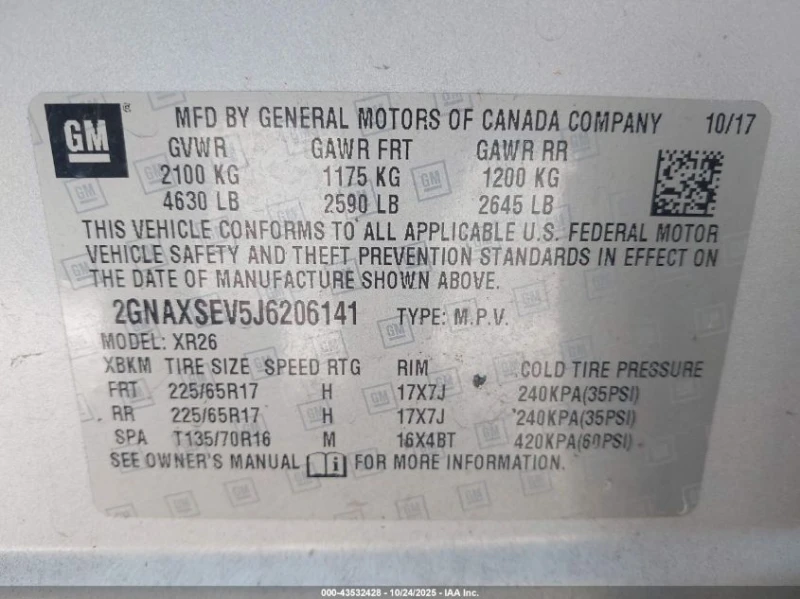 GM ® MFD BY GENERAL MOTORS OF CANADA COMPANY 10/17
GVWR GAWR FRT GAWR RR
2100 KG 1175 KG 1200 KG
4630 LB 2590 LB 2645 LB
THIS VEHICLE CONFORMS TO ALL APPLICABLE U.S. FEDERAL MOTOR
VEHICLE SAFETY AND THEFT PREVENTION STANDARDS IN EFFECT ON
THE DATE OF MANUFACTURE SHOWN ABOVE.
2GNAXSEV5J6206141 TYPE: M.P.V.
MODEL: XR26
XBKM TIRE SIZE SPEED RTG RIM COLD TIRE PRESSURE
FRT 225/65R17 H 17X7J 240KPA(35PSI)
RR 225/65R17 H 17X7J 240KPA(35PSI)
SPA T135/70R16 M 16X4BT 420KPA(60PSI)
SEE OWNER'S MANUAL FOR MORE INFORMATION.
000-43532428 - 10/24/2025 - IAA Inc.